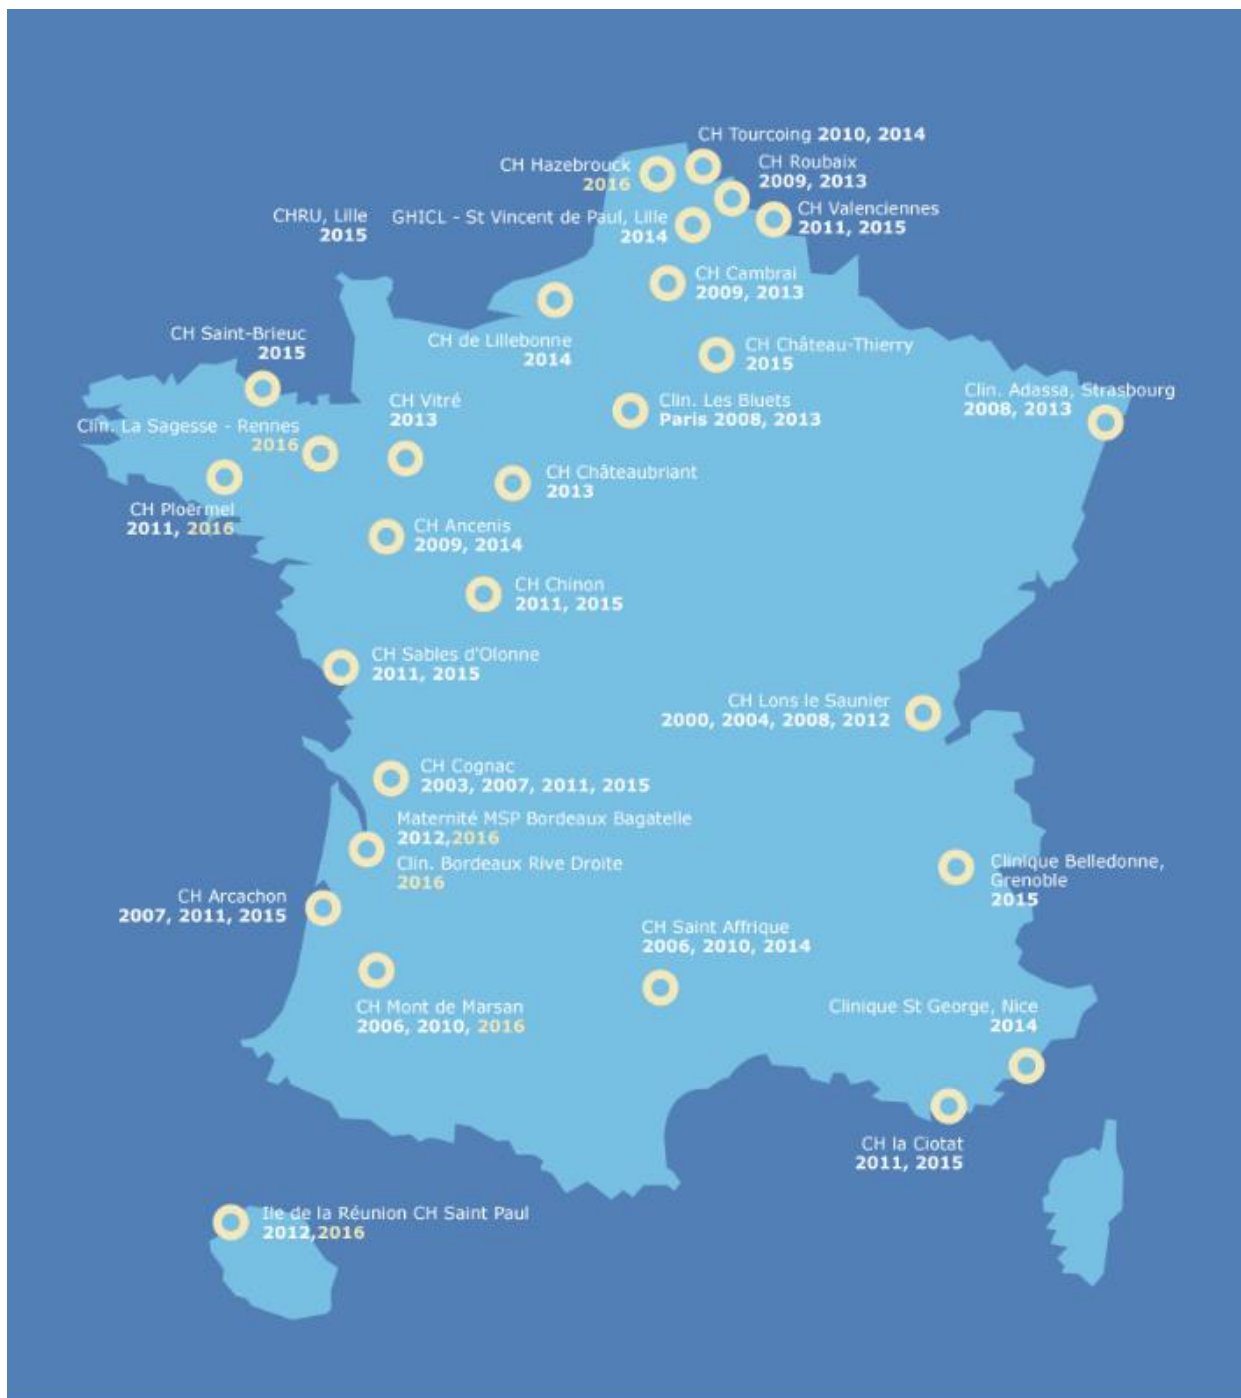 CH Tourcoing 2010, 2014
CH Hazebrouck
2016
CH Roubaix
2009, 2013
CHRU, Lille
2015
GHICL - St Vincent de Paul, Lille
2014
CH Valenciennes
2011, 2015
CH Cambrai
2009, 2013
CH Saint-Brieuc
2015
CH de Lillebonne
2014
CH Château-Thierry
2015
CH Vitré
2013
Clin. Les Bluets
Paris 2008, 2013
Clin. Adassa, Strasbourg
2008, 2013
Clin. La Sagesse - Rennes
2016
CH Châteaubriant
2013
CH Ploërmel
2011, 2016
CH Ancenis
2009, 2014
CH Chinon
2011, 2015
CH Sables d'Olonne
2011, 2015
CH Lons le Saunier
2000, 2004, 2008, 2012
CH Cognac
2003, 2007, 2011, 2015
Maternité MSP Bordeaux Bagatelle
2012,2016
Clin. Bordeaux Rive Droite
2016
Clinique Belledonne,
Grenoble
2015
CH Arcachon
2007, 2011, 2015
CH Saint Affrique
2006, 2010, 2014
CH Mont de Marsan
2006, 2010, 2016
Clinique St George, Nice
2014
CH la Ciotat
2011, 2015
Ile de la Réunion CH Saint Paul
2012,2016